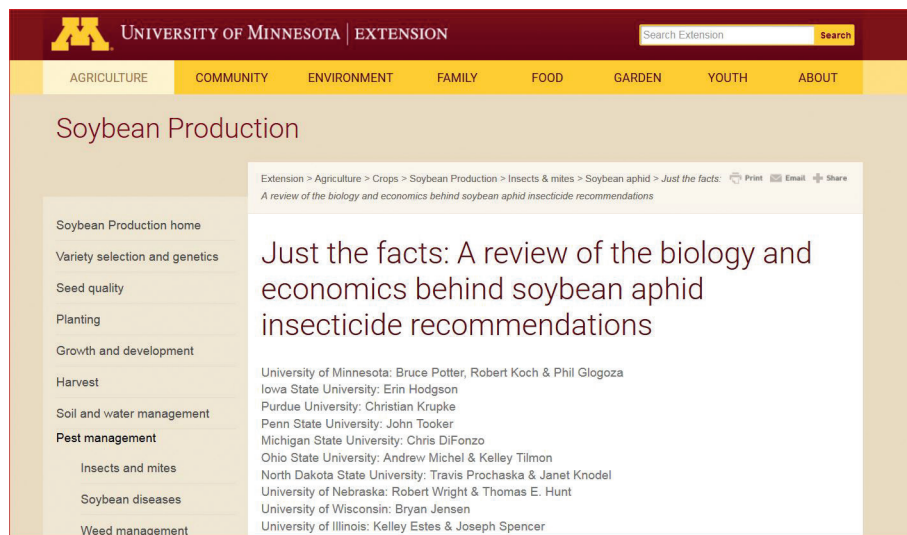 UNIVERSITY OF MINNESOTA | EXTENSION
Search Extension
Search
AGRICULTURE COMMUNITY ENVIRONMENT FAMILY FOOD GARDEN YOUTH ABOUT
Soybean Production
Extension > Agriculture > Crops > Soybean Production > Insects & mites > Soybean aphid > Just the facts:
A review of the biology and economics behind soybean aphid insecticide recommendations
Print Email Share
Soybean Production home
Variety selection and genetics
Seed quality
Planting
Growth and development
Harvest
Soil and water management
Pest management
Insects and mites
Soybean diseases
Weed management
Just the facts: A review of the biology and
economics behind soybean aphid
insecticide recommendations
University of Minnesota: Bruce Potter, Robert Koch & Phil Glogoza
Iowa State University: Erin Hodgson
Purdue University: Christian Krupke
Penn State University: John Tooker
Michigan State University: Chris DiFonzo
Ohio State University: Andrew Michel & Kelley Tilmon
North Dakota State University: Travis Prochaska & Janet Knodel
University of Nebraska: Robert Wright & Thomas E. Hunt
University of Wisconsin: Bryan Jensen
University of Illinois: Kelley Estes & Joseph Spencer